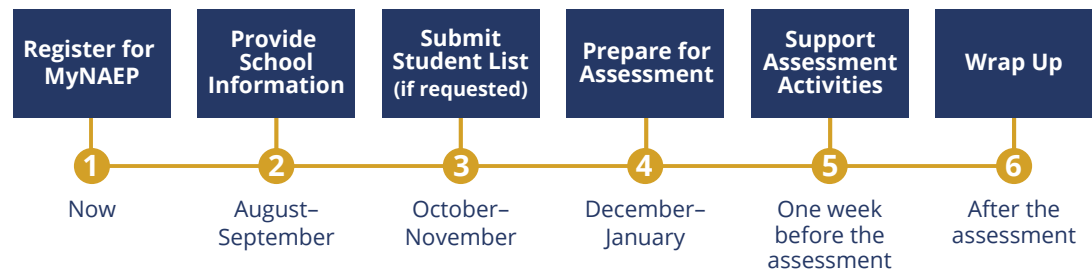 Register for
MyNAEP
Provide
School
Information
Submit
Student List
(if requested)
Prepare for
Assessment
Support
Assessment
Activities
Wrap Up
1
2
3
4
5
6
Now
August–
September
October–
November
December–
January
One week
before the
assessment
After the
assessment